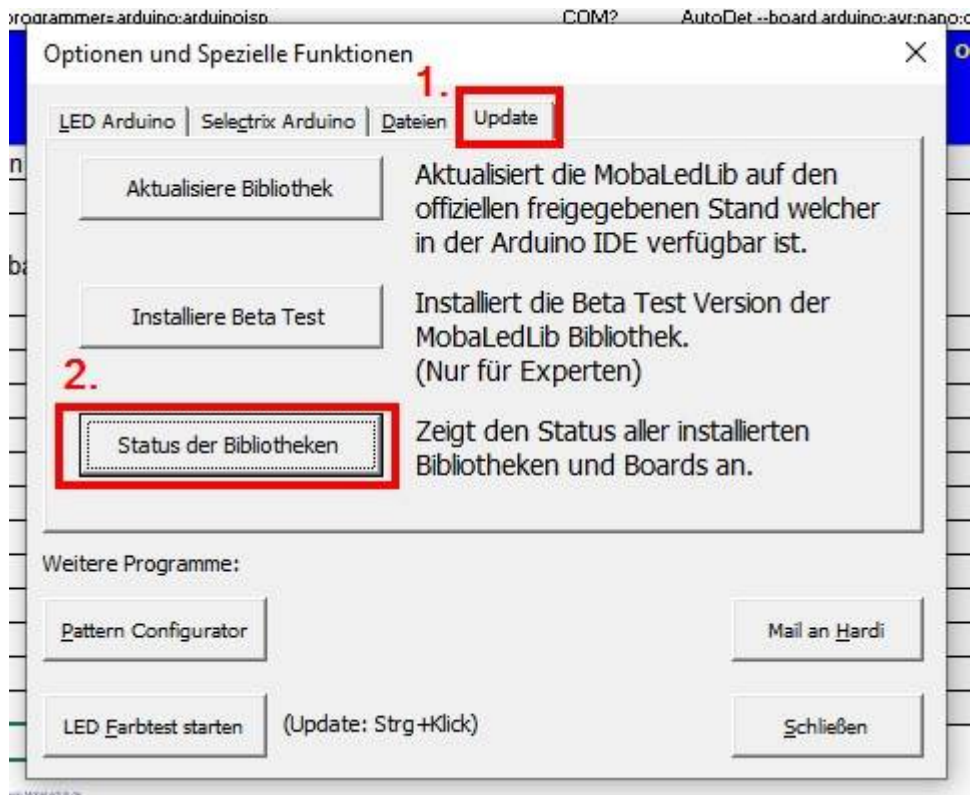 programmer=arduino:arduinoisp COM? AutoDet --board arduino:avr:nano:c
Optionen und Spezielle Funktionen
1.
LED Arduino Selectrix Arduino Dateien Update
Aktualisiere Bibliothek
Aktualisiert die MobaLedLib auf den
offiziellen freigegebenen Stand welcher
in der Arduino IDE verfügbar ist.
Installiere Beta Test
Installiert die Beta Test Version der
MobaLedLib Bibliothek.
(Nur für Experten)
2.
Status der Bibliotheken
Zeigt den Status aller installierten
Bibliotheken und Boards an.
Weitere Programme:
Pattern Configurator
Mail an Hardi
LED Farbtest starten
(Update: Strg+Klick)
Schließen